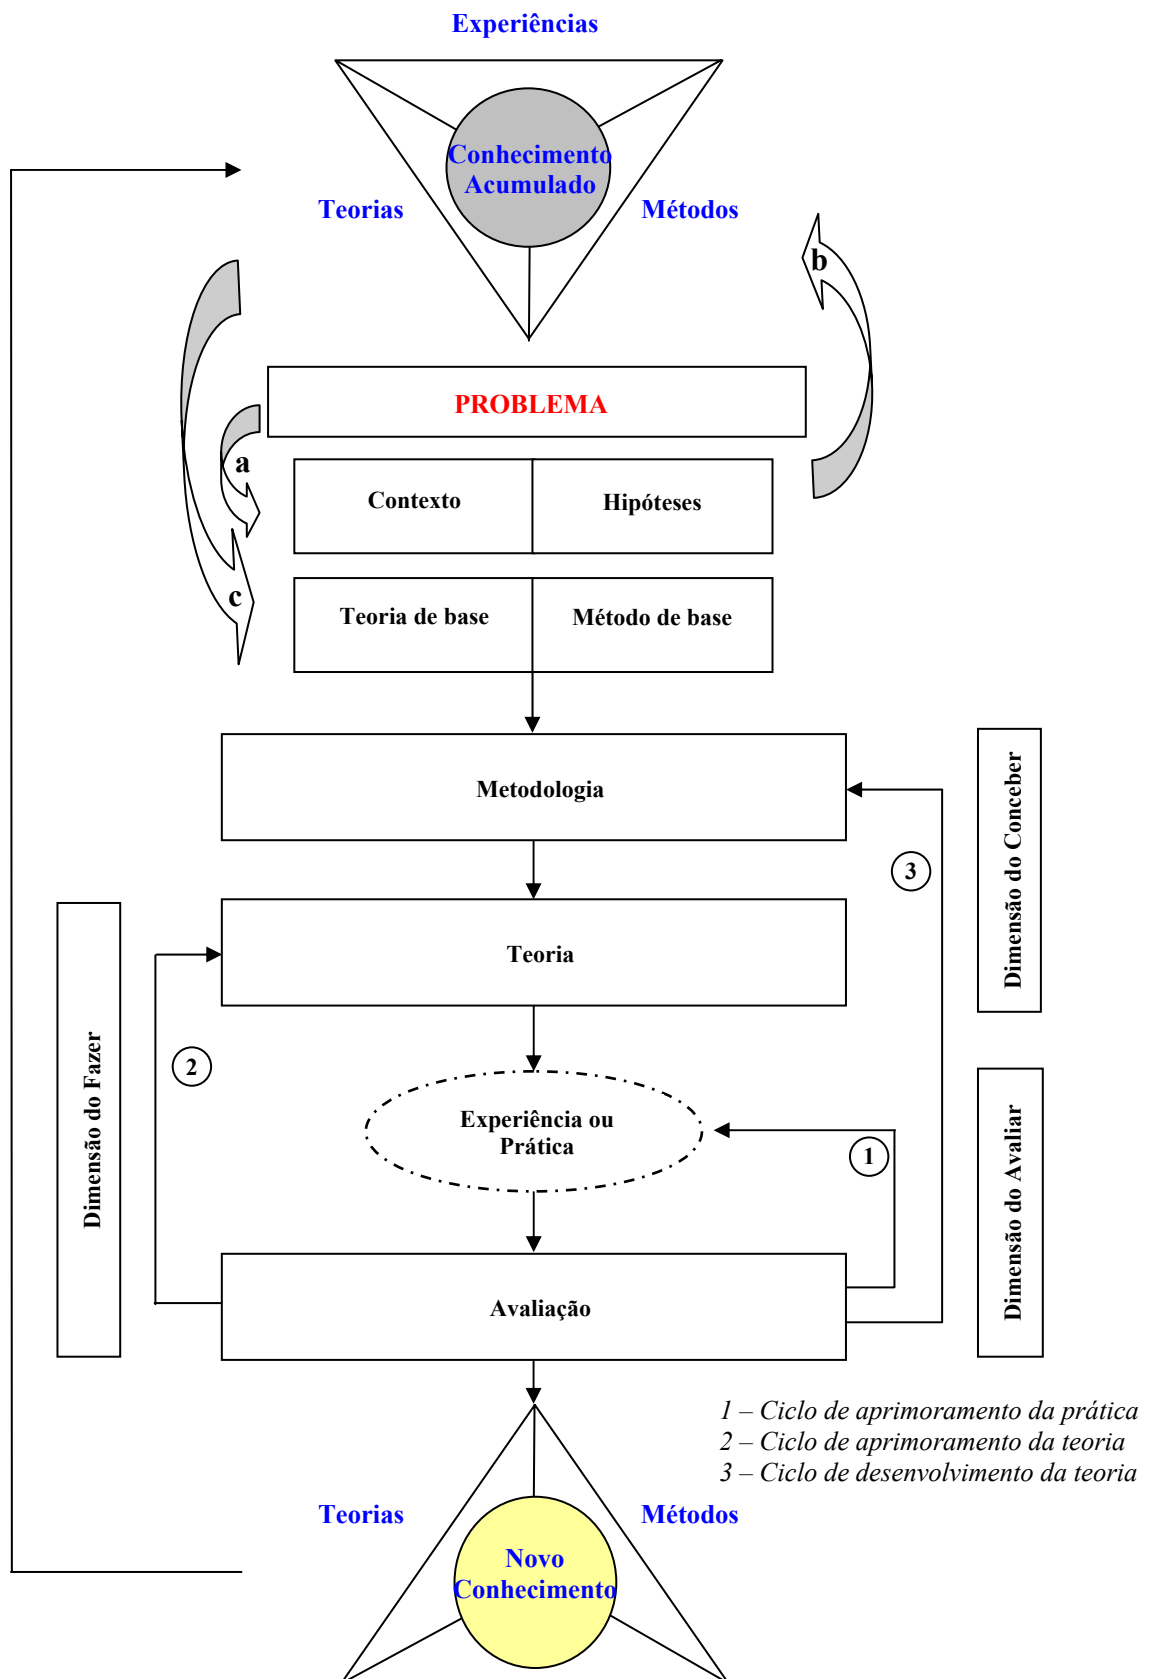 Experiências
Conhecimento
Acumulado
Teorias
Métodos
b
PROBLEMA
a
Contexto
Hipóteses
c
Teoria de base
Método de base
Metodologia
Dimensão do Conceber
3
Teoria
Dimensão do Fazer
2
Experiência ou
Prática
1
Dimensão do Avaliar
Avaliação
1 – Ciclo de aprimoramento da prática
2 – Ciclo de aprimoramento da teoria
3 – Ciclo de desenvolvimento da teoria
Teorias
Métodos
Novo
Conhecimento